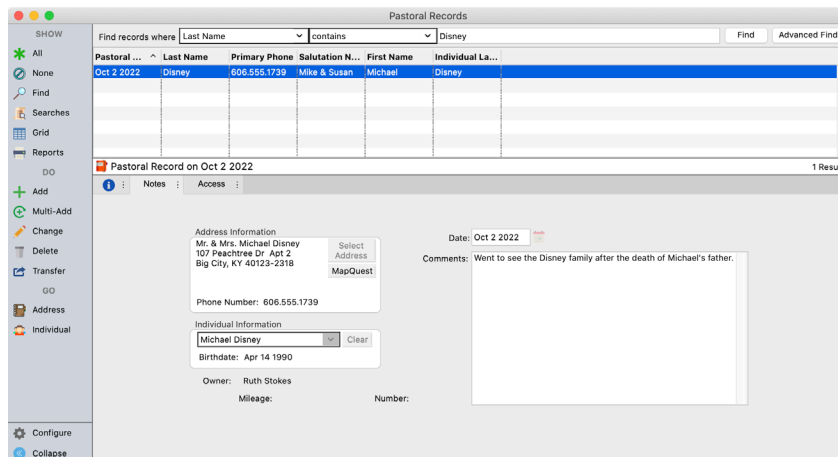 Pastoral Records
SHOW
All
None
Find
Searches
Grid
Reports
DO
Add
Multi-Add
Change
Delete
Transfer
GO
Address
Individual
Configure
Collapse
Find records where Last Name contains Disney Find Advanced Find
Pastoral ... Last Name Primary Phone Salutation N... First Name Individual La...
Oct 2 2022 Disney 606.555.1739 Mike & Susan Michael Disney
Pastoral Record on Oct 2 2022 1 Resu
Notes Access
Address Information
Mr. & Mrs. Michael Disney
107 Peachtree Dr Apt 2
Big City, KY 40123-2318
Select
Address
MapQuest
Phone Number: 606.555.1739
Individual Information
Michael Disney Clear
Birthdate: Apr 14 1990
Owner: Ruth Stokes
Mileage: Number:
Date: Oct 2 2022
Comments: Went to see the Disney family after the death of Michael's father.